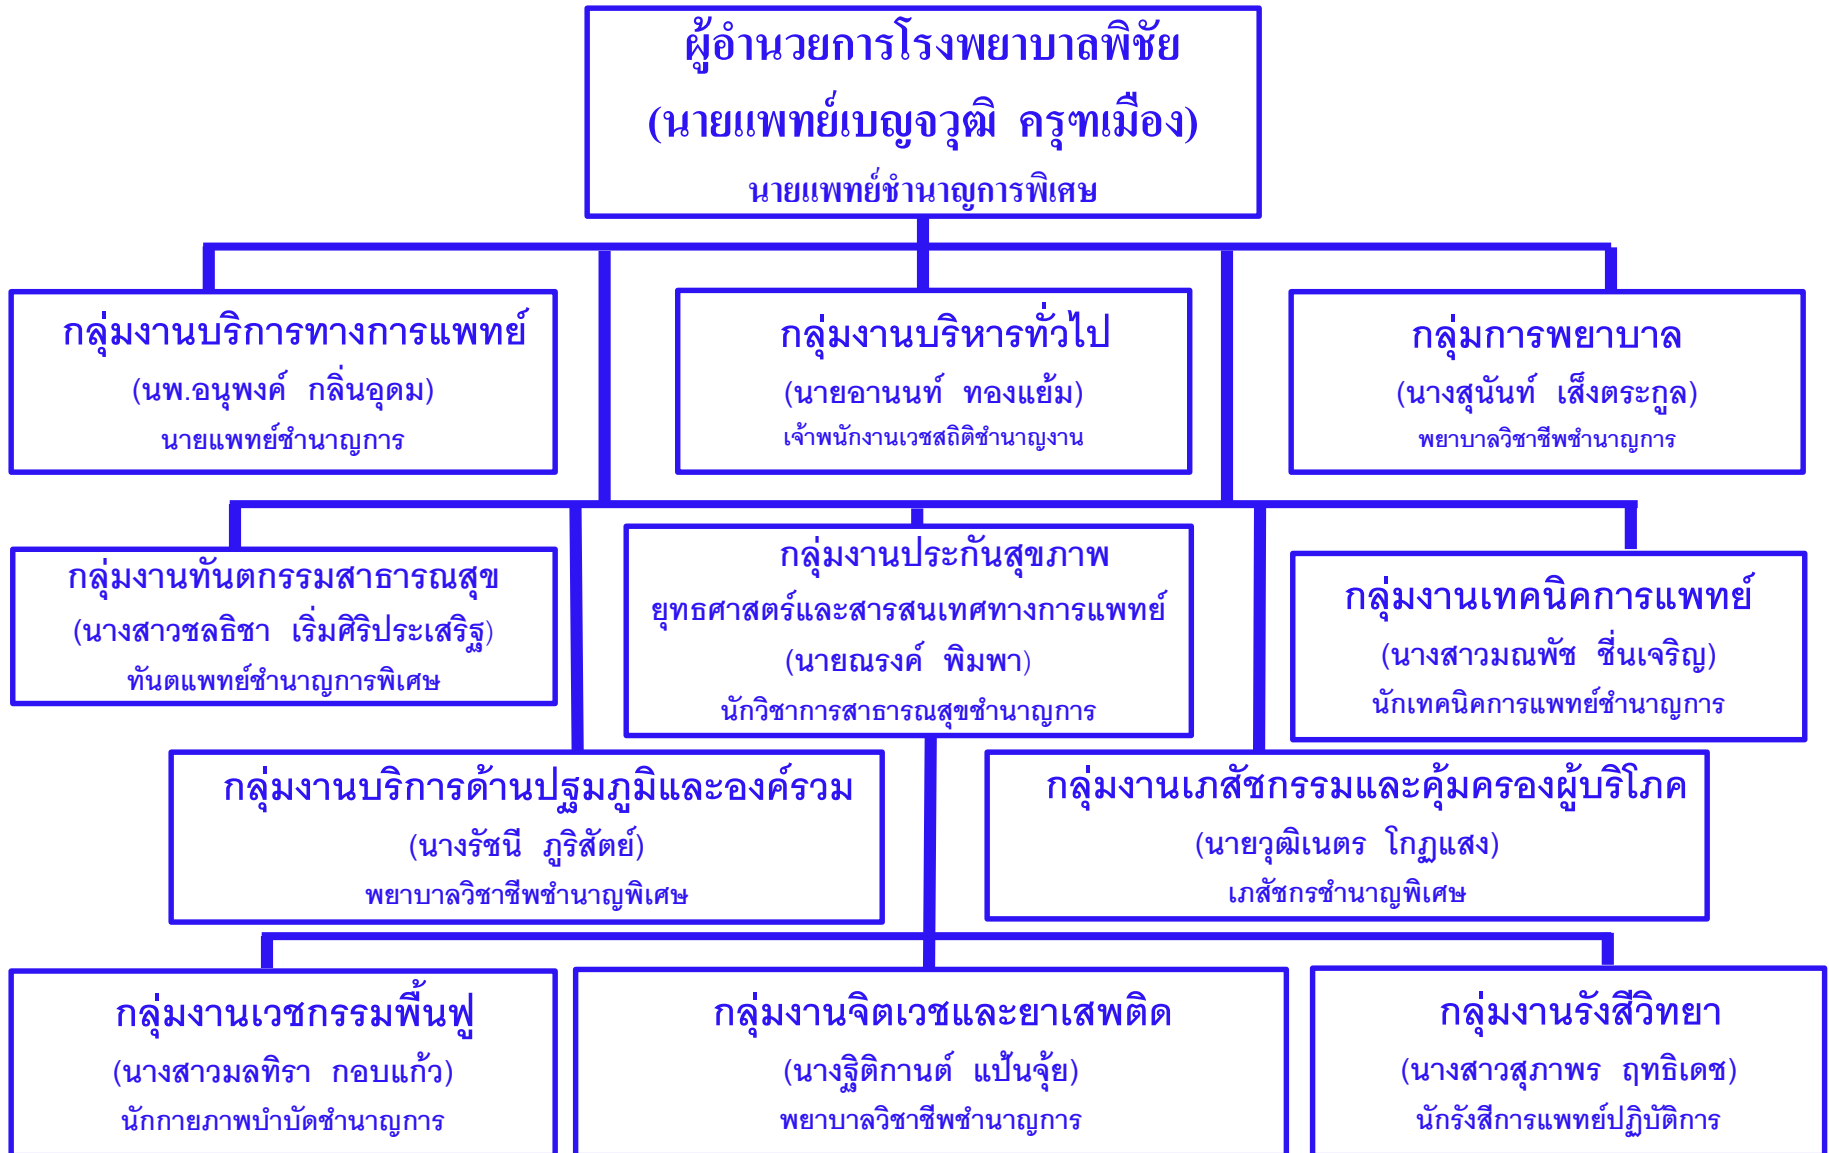 ผู้อำนวยการโรงพยาบาลพิชัย
(นายแพทย์เบญจวุฒิ ครุฑเมือง)
นายแพทย์ชำนาญการพิเศษ
กลุ่มงานบริการทางการแพทย์
(นพ.อนุพงค์ กลิ่นอุดม)
นายแพทย์ชำนาญการ
กลุ่มงานบริหารทั่วไป
(นายอานนท์ ทองแย้ม)
เจ้าพนักงานเวชสถิติชำนาญงาน
กลุ่มการพยาบาล
(นางสุนันท์ เส็งตระกูล)
พยาบาลวิชาชีพชำนาญการ
กลุ่มงานทันตกรรมสาธารณสุข
(นางสาวชลธิชา เริ่มศิริประเสริฐ)
ทันตแพทย์ชำนาญการพิเศษ
กลุ่มงานประกันสุขภาพ
ยุทธศาสตร์และสารสนเทศทางการแพทย์
(นายณรงค์ พิมพา)
นักวิชาการสาธารณสุขชำนาญการ
กลุ่มงานเทคนิคการแพทย์
(นางสาวมณพัช ชื่นเจริญ)
นักเทคนิคการแพทย์ชำนาญการ
กลุ่มงานบริการด้านปฐมภูมิและองค์รวม
(นางรัชนี ภูริสัตย์)
พยาบาลวิชาชีพชำนาญพิเศษ
กลุ่มงานเภสัชกรรมและคุ้มครองผู้บริโภค
(นายวุฒิเนตร โกฏแสง)
เภสัชกรชำนาญพิเศษ
กลุ่มงานเวชกรรมฟื้นฟู
(นางสาวมลทิรา กอบแก้ว)
นักกายภาพบำบัดชำนาญการ
กลุ่มงานจิตเวชและยาเสพติด
(นางฐิติกานต์ แป้นจุ้ย)
พยาบาลวิชาชีพชำนาญการ
กลุ่มงานรังสีวิทยา
(นางสาวสุภาพร ฤทธิเดช)
นักรังสีการแพทย์ปฏิบัติการ